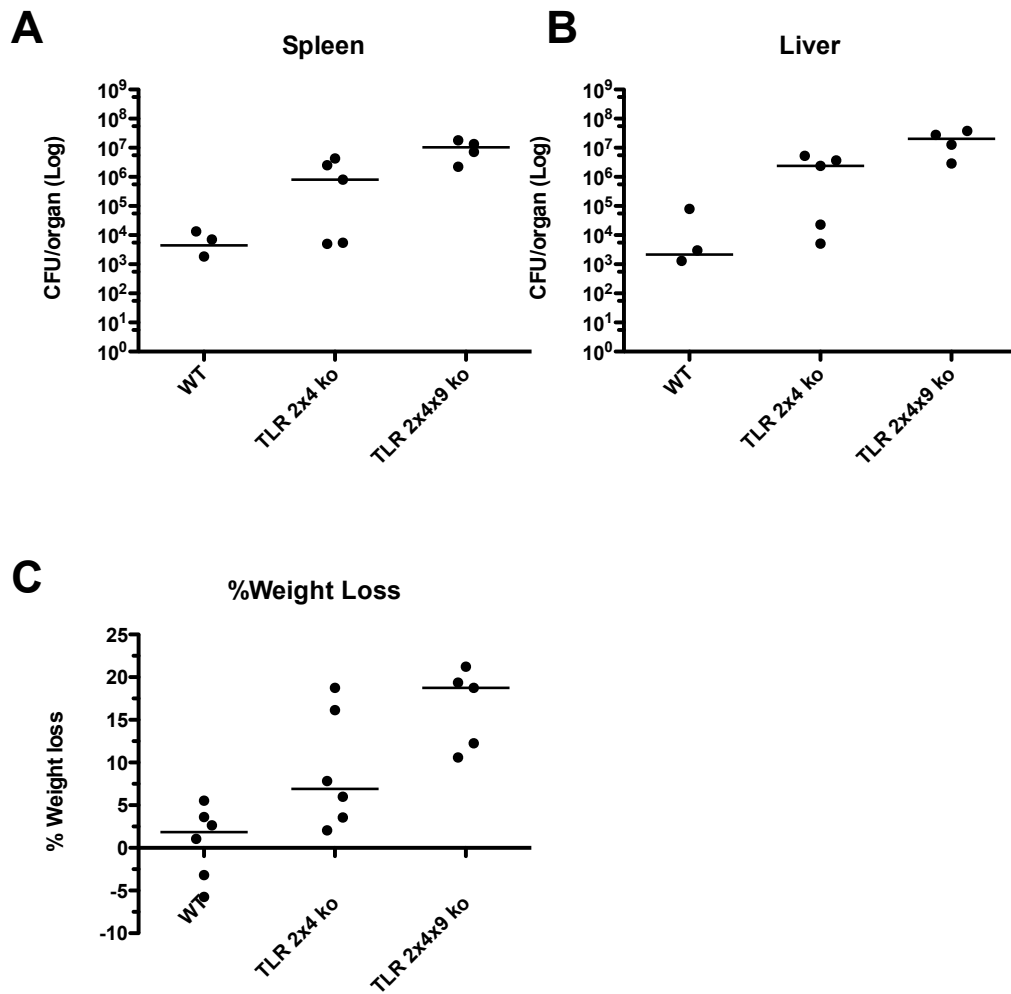 A
Spleen
CFU/organ (Log)
10⁹
10⁸
10⁷
10⁶
10⁵
10⁴
10³
10²
10¹
10⁰
WT
TLR 2x4 ko
TLR 2x4x9 ko
B
Liver
CFU/organ (Log)
10⁹
10⁸
10⁷
10⁶
10⁵
10⁴
10³
10²
10¹
10⁰
WT
TLR 2x4 ko
TLR 2x4x9 ko
C
%Weight Loss
% Weight loss
25
20
15
10
5
0
-5
-10
WT
TLR 2x4 ko
TLR 2x4x9 ko